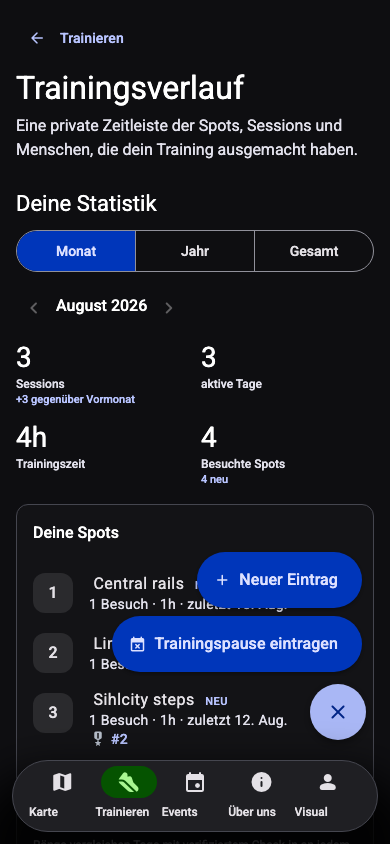 Trainieren
Trainingsverlauf
Eine private Zeitleiste der Spots, Sessions und
Menschen, die dein Training ausgemacht haben.
Deine Statistik
Monat Jahr Gesamt
August 2026
3 3
Sessions aktive Tage
+3 gegenüber Vormonat
4h 4
Trainingszeit Besuchte Spots
4 neu
Deine Spots
1 Central rails
Neuer Eintrag
1 Besuch · 1h ·
2
Trainingspause eintragen
3 Sihlcity steps NEU
1 Besuch · 1h · zuletzt 12. Aug.
#2
Karte Trainieren Events Über uns Visual